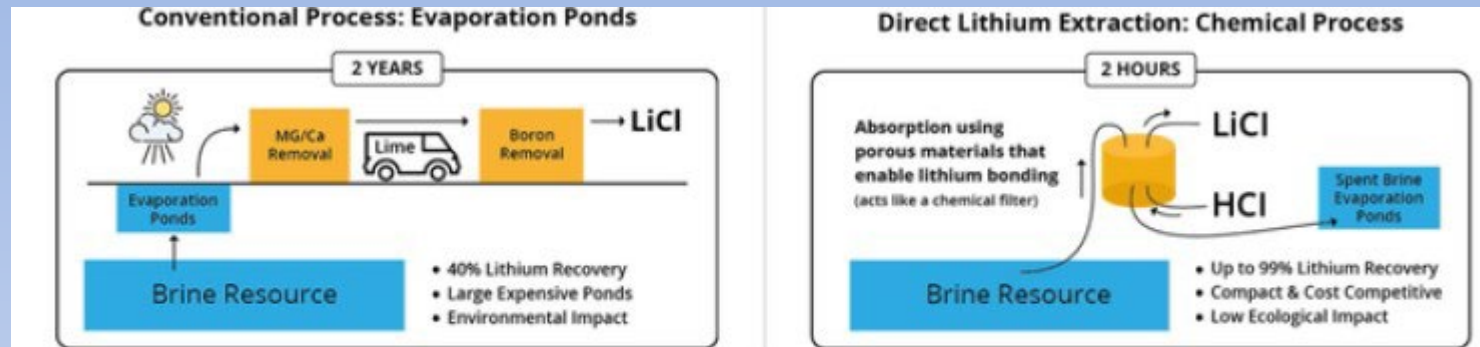 Conventional Process: Evaporation Ponds
2 YEARS
MG/Ca
Removal
Lime
Boron
Removal
LiCl
Evaporation
Ponds
Brine Resource
• 40% Lithium Recovery
• Large Expensive Ponds
• Environmental Impact
Direct Lithium Extraction: Chemical Process
2 HOURS
Absorption using
porous materials that
enable lithium bonding
(acts like a chemical filter)
LiCl
HCl
Spent Brine
Evaporation
Ponds
Brine Resource
• Up to 99% Lithium Recovery
• Compact & Cost Competitive
• Low Ecological Impact